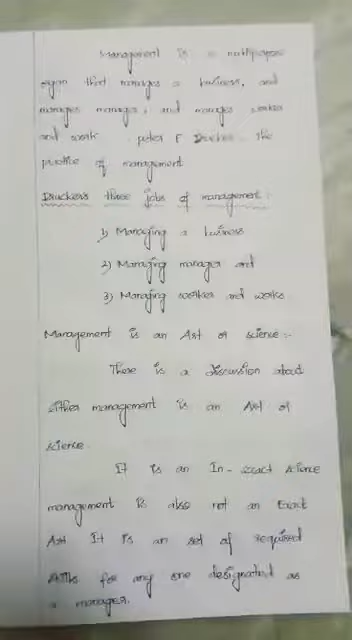 Management is a multipurpose
organ that manages a business, and
manages manager, and manages worker
and work peter F Drucker. The
practice of management
Druckers three jobs of management:
1) Managing a business
2) Managing manager and
3) Managing worker and works
Management is an Art or science:-
There is a discussion about
either management is an Art or
science.
It is an In-exact science
management is also not an Exact
Art It is an set of required
skills for any one designated as
a manager.